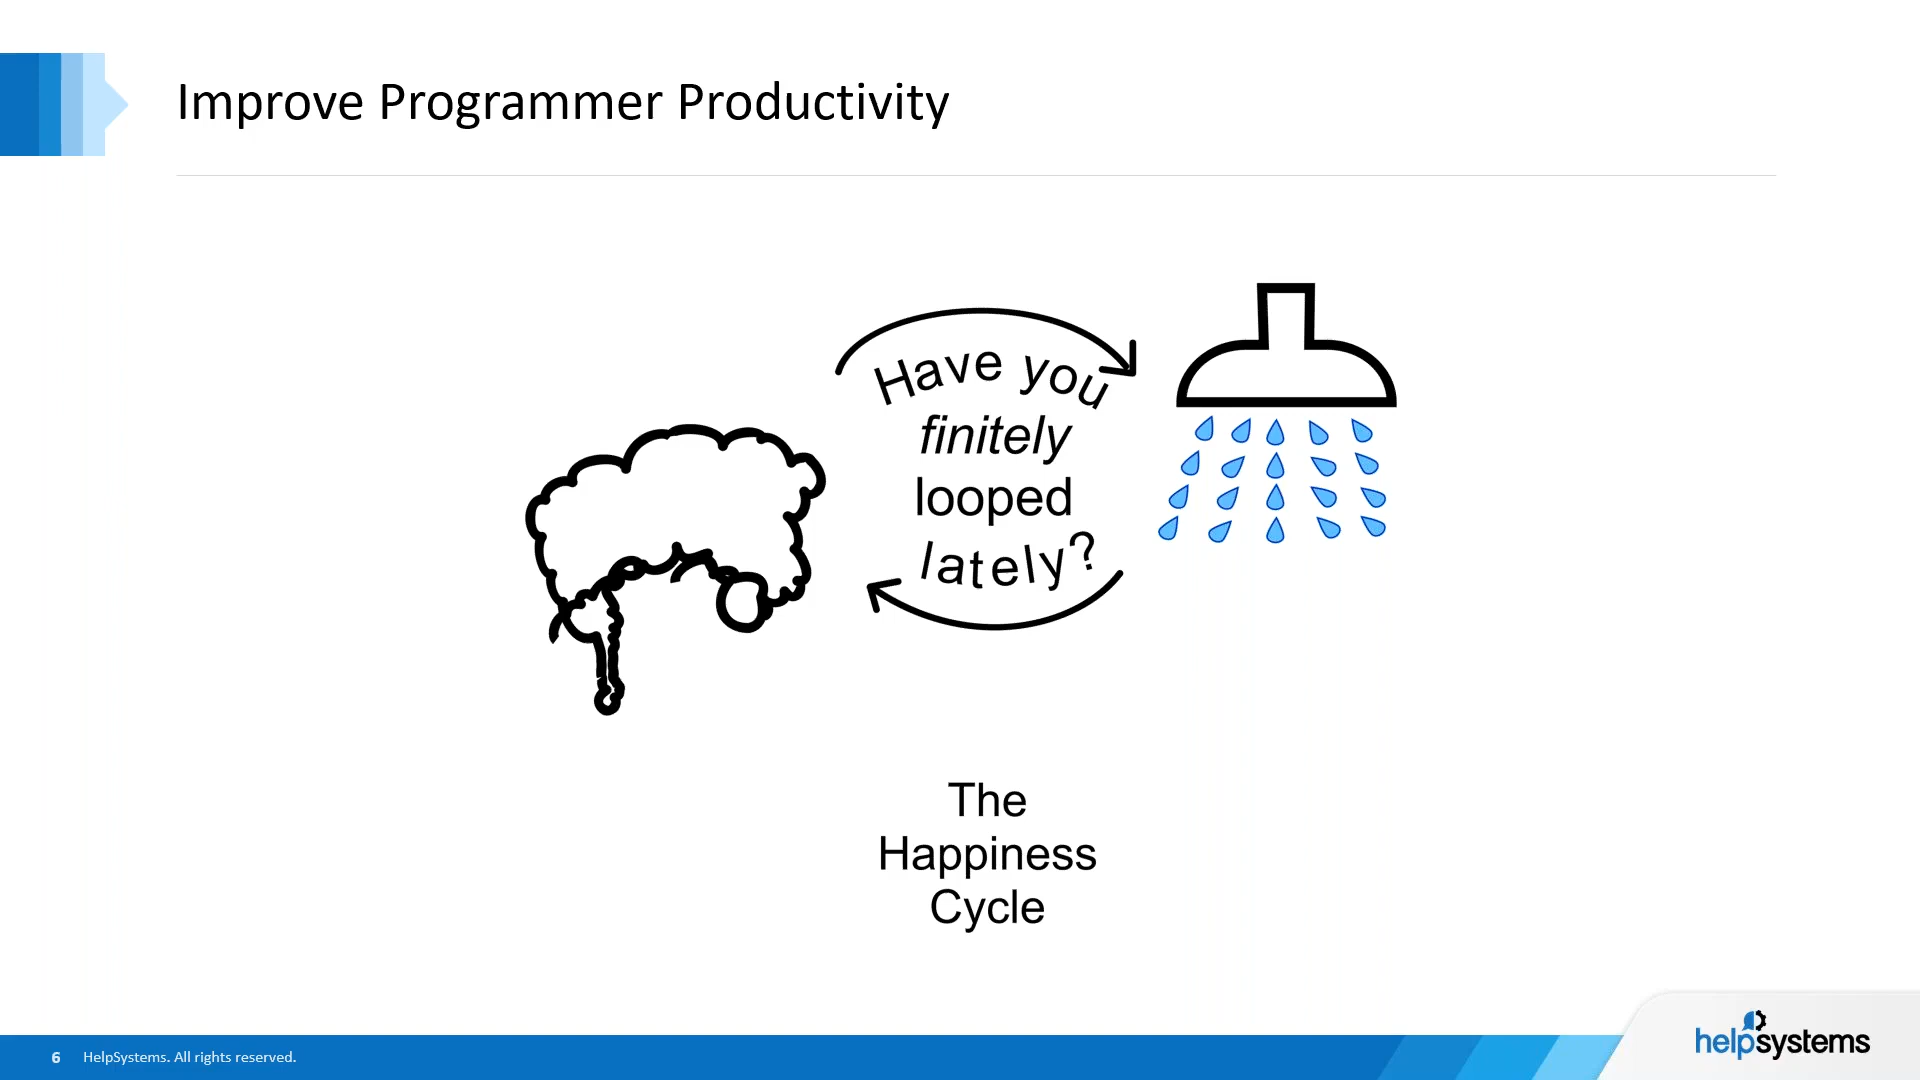 Improve Programmer Productivity
Have you
finitely
looped
lately?
The
Happiness
Cycle
6 HelpSystems. All rights reserved.
helpsystems